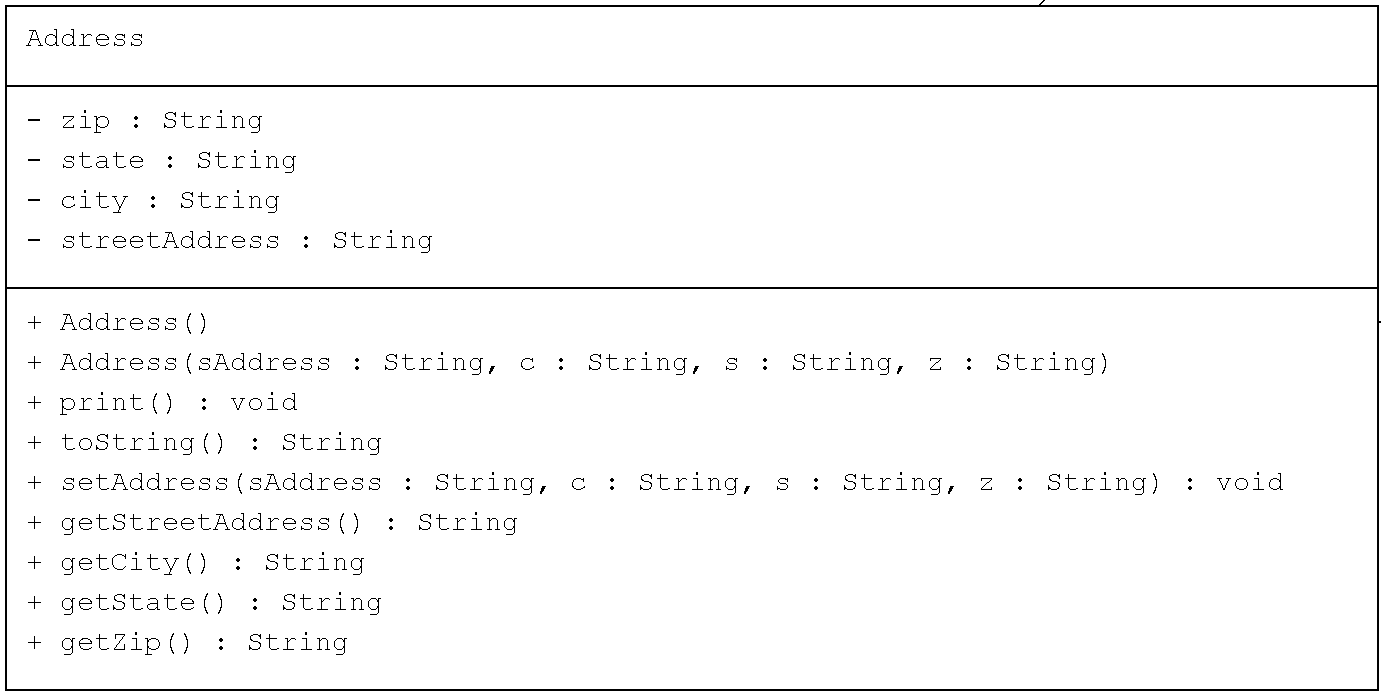 Address
- zip : String
- state : String
- city : String
- streetAddress : String
+ Address()
+ Address(sAddress : String, c : String, s : String, z : String)
+ print() : void
+ toString() : String
+ setAddress(sAddress : String, c : String, s : String, z : String) : void
+ getStreetAddress() : String
+ getCity() : String
+ getState() : String
+ getZip() : String